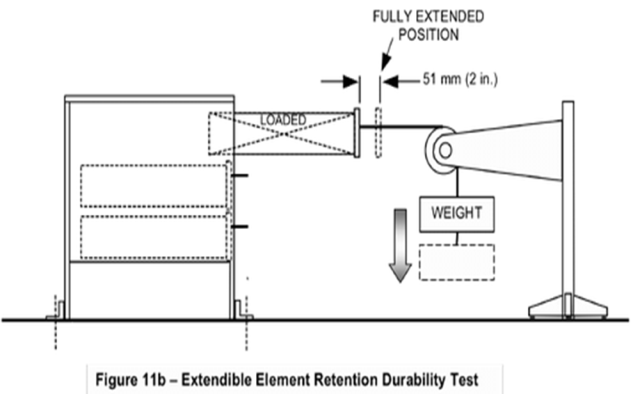 FULLY EXTENDED
POSITION
51 mm (2 in.)
LOADED
WEIGHT
Figure 11b – Extendible Element Retention Durability Test